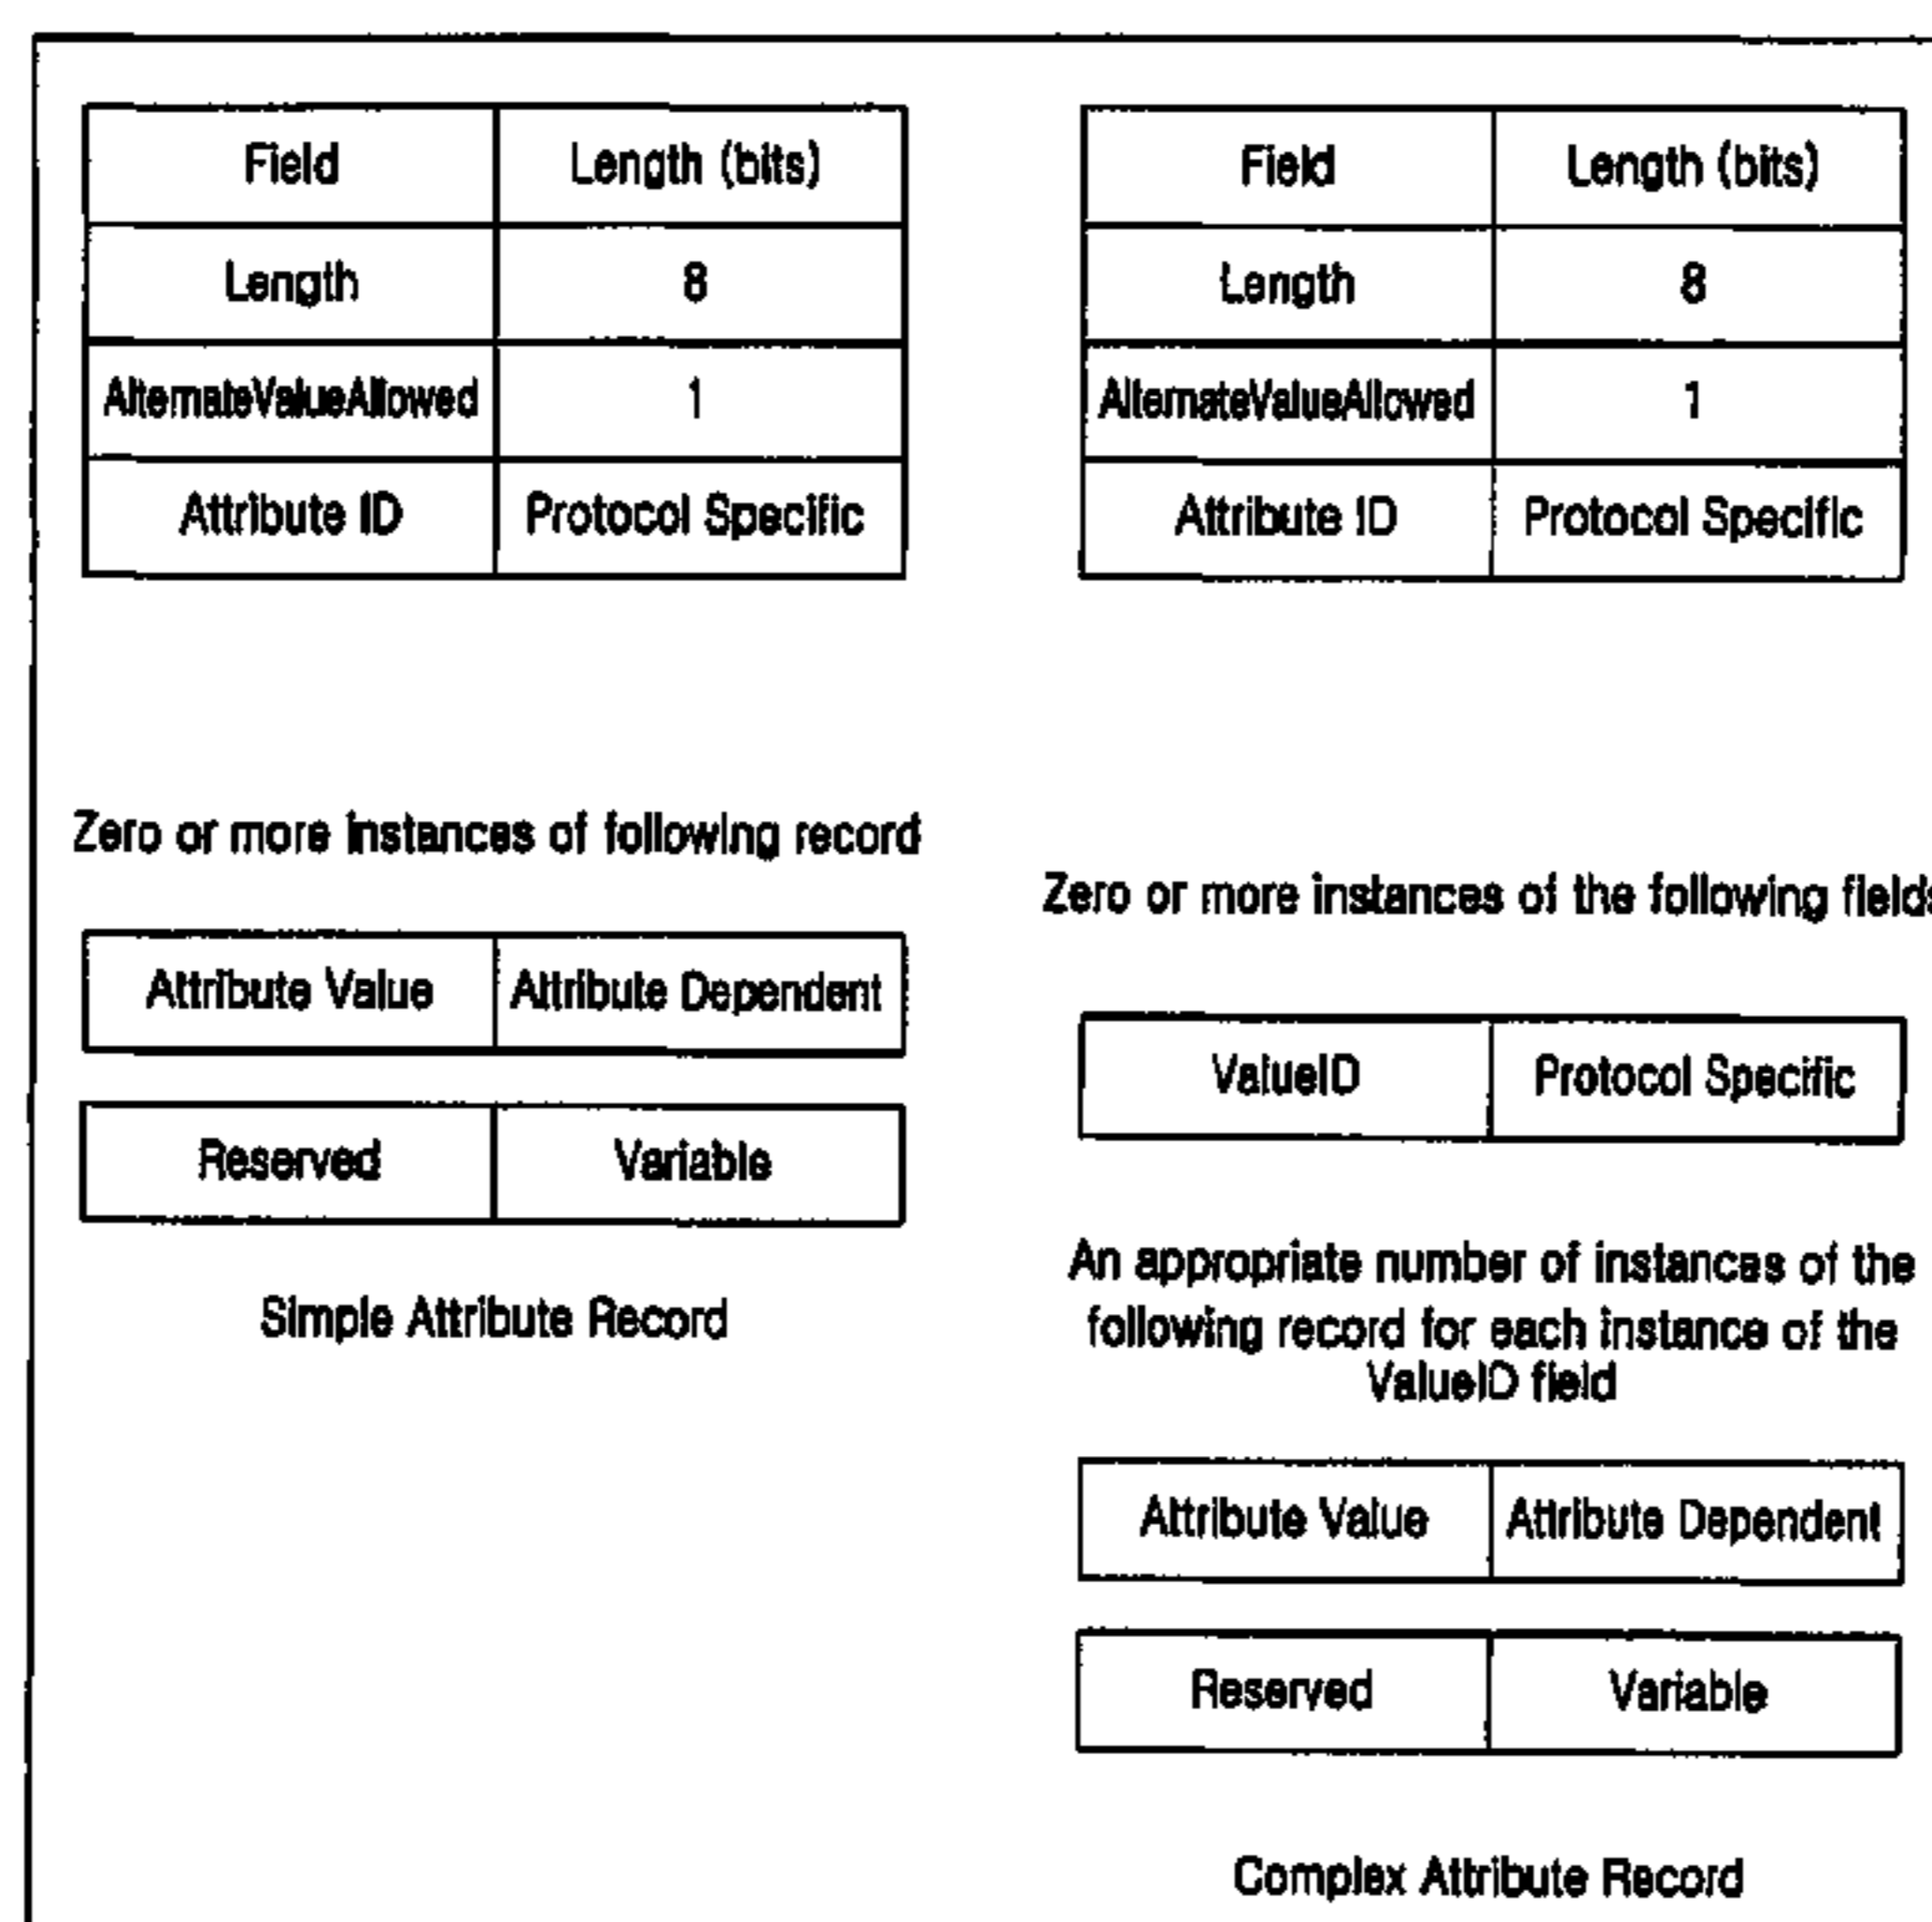 Field Length (bits)
Length 8
AlternateValueAllowed 1
Attribute ID Protocol Specific
Zero or more instances of following record
Attribute Value Attribute Dependent
Reserved Variable
Simple Attribute Record
Field Length (bits)
Length 8
AlternateValueAllowed 1
Attribute ID Protocol Specific
Zero or more instances of the following fields
ValueID Protocol Specific
An appropriate number of instances of the
following record for each instance of the
ValueID field
Attribute Value Attribute Dependent
Reserved Variable
Complex Attribute Record